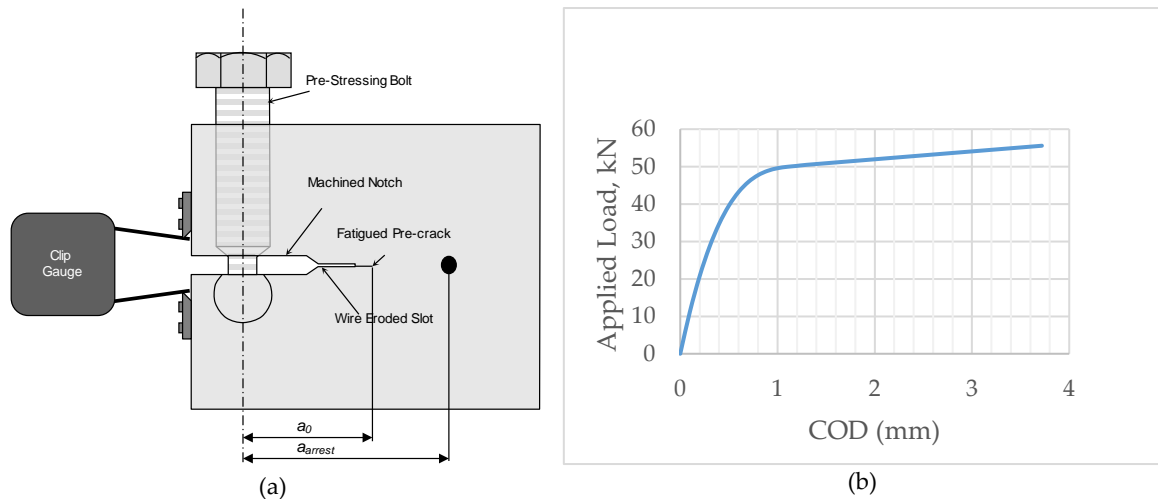 Pre-Stressing Bolt
Machined Notch
Fatigued Pre-crack
Clip
Gauge
Wire Eroded Slot
a0
aarrest
(a)
Applied Load, kN
60
50
40
30
20
10
0
0 1 2 3 4
COD (mm)
(b)